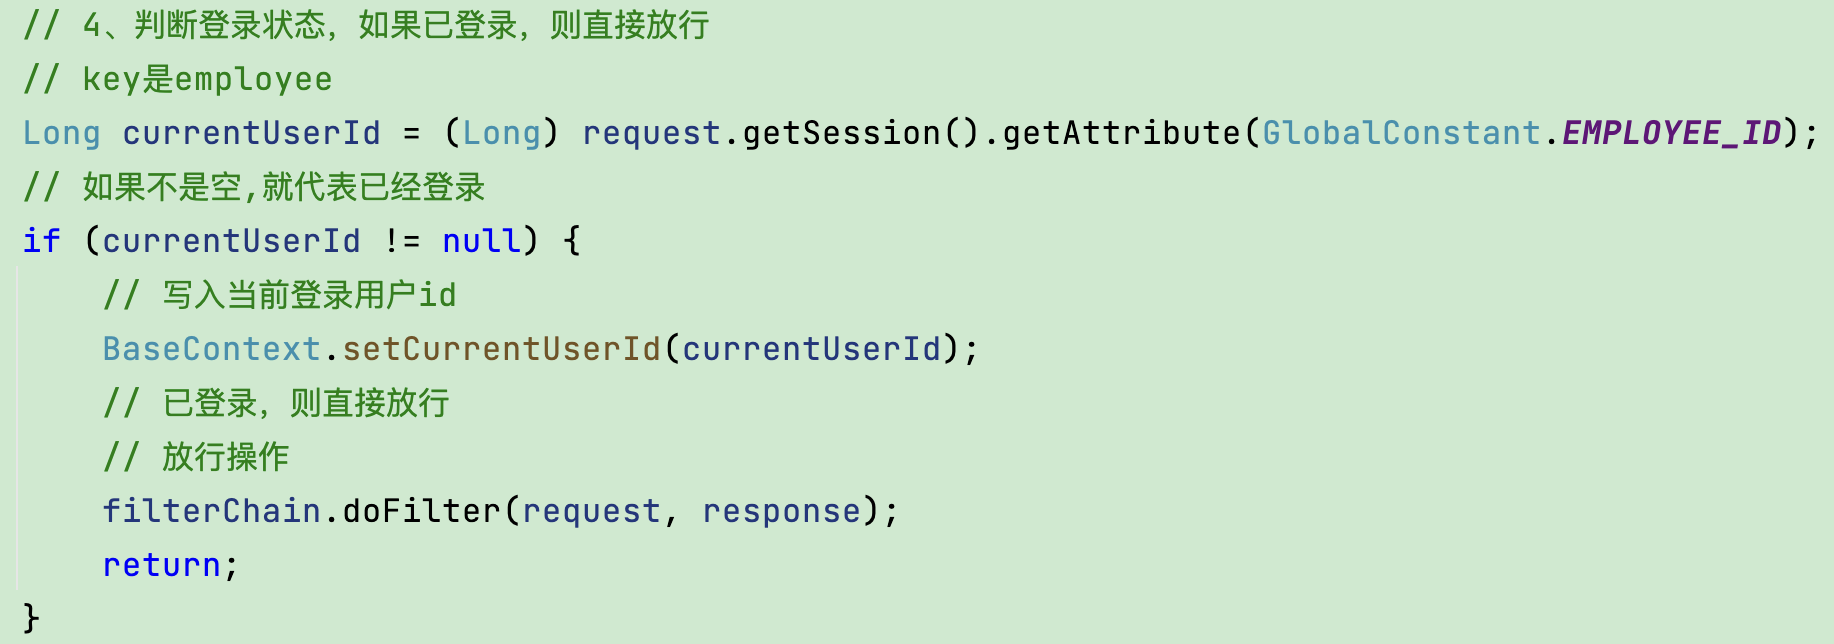 // 4、判断登录状态，如果已登录，则直接放行
// key是employee
Long currentUserId = (Long) request.getSession().getAttribute(GlobalConstant.EMPLOYEE_ID);
// 如果不是空,就代表已经登录
if (currentUserId != null) {
    // 写入当前登录用户id
    BaseContext.setCurrentUserId(currentUserId);
    // 已登录，则直接放行
    // 放行操作
    filterChain.doFilter(request, response);
    return;
}